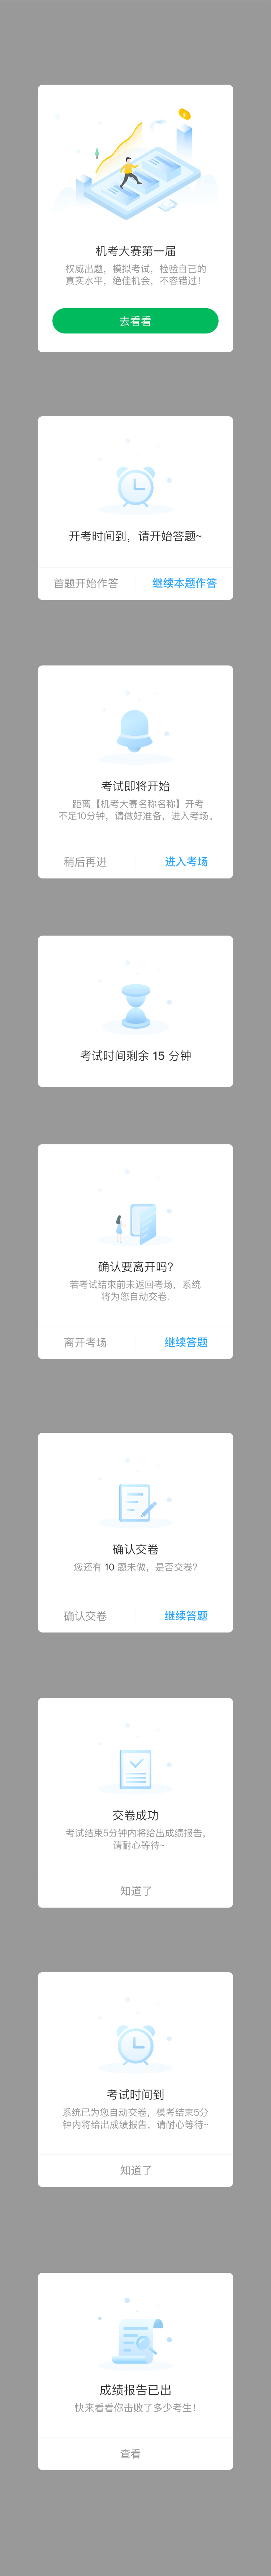 机考大赛第一届
权威出题，模拟考试，检验自己的
真实水平，绝佳机会，不容错过！
去看看
开考时间到，请开始答题~
首题开始作答
继续本题作答
考试即将开始
距离【机考大赛名称名称】开考
不足10分钟，请做好准备，进入考场。
稍后再进
进入考场
考试时间剩余 15 分钟
确认要离开吗？
若考试结束前未返回考场，系统
将为您自动交卷.
离开考场
继续答题
确认交卷
您还有 10 题未做，是否交卷？
确认交卷
继续答题
交卷成功
考试结束5分钟内将给出成绩报告，
请耐心等待~
知道了
考试时间到
系统已为您自动交卷，模考结束5分
钟内将给出成绩报告，请耐心等待~
知道了
成绩报告已出
快来看看你击败了多少考生！
查看